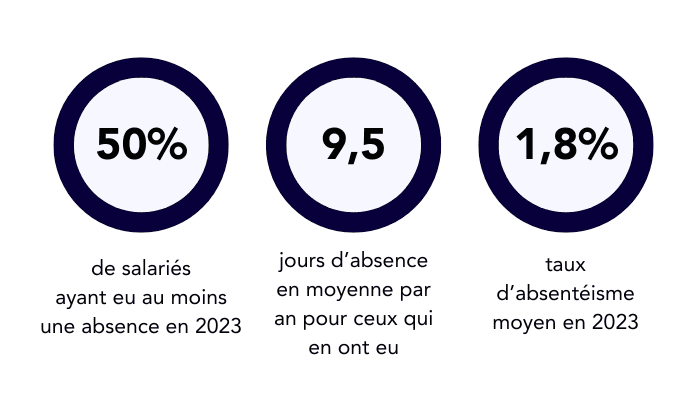 50%
de salariés
ayant eu au moins
une absence en 2023
9,5
jours d’absence
en moyenne par
an pour ceux qui
en ont eu
1,8%
taux
d’absentéisme
moyen en 2023